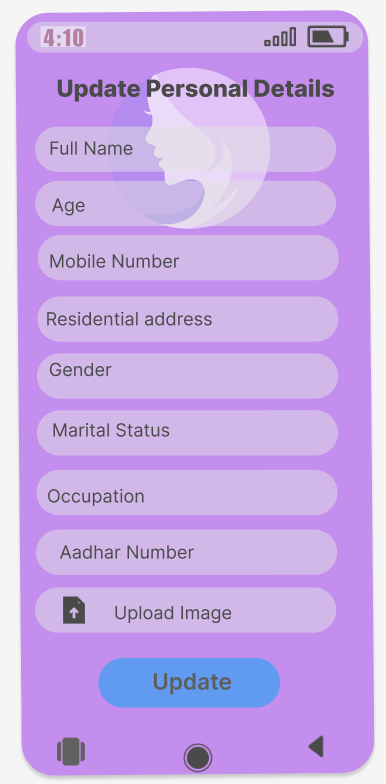 4:10
Update Personal Details
Full Name
Age
Mobile Number
Residential address
Gender
Marital Status
Occupation
Aadhar Number
Upload Image
Update